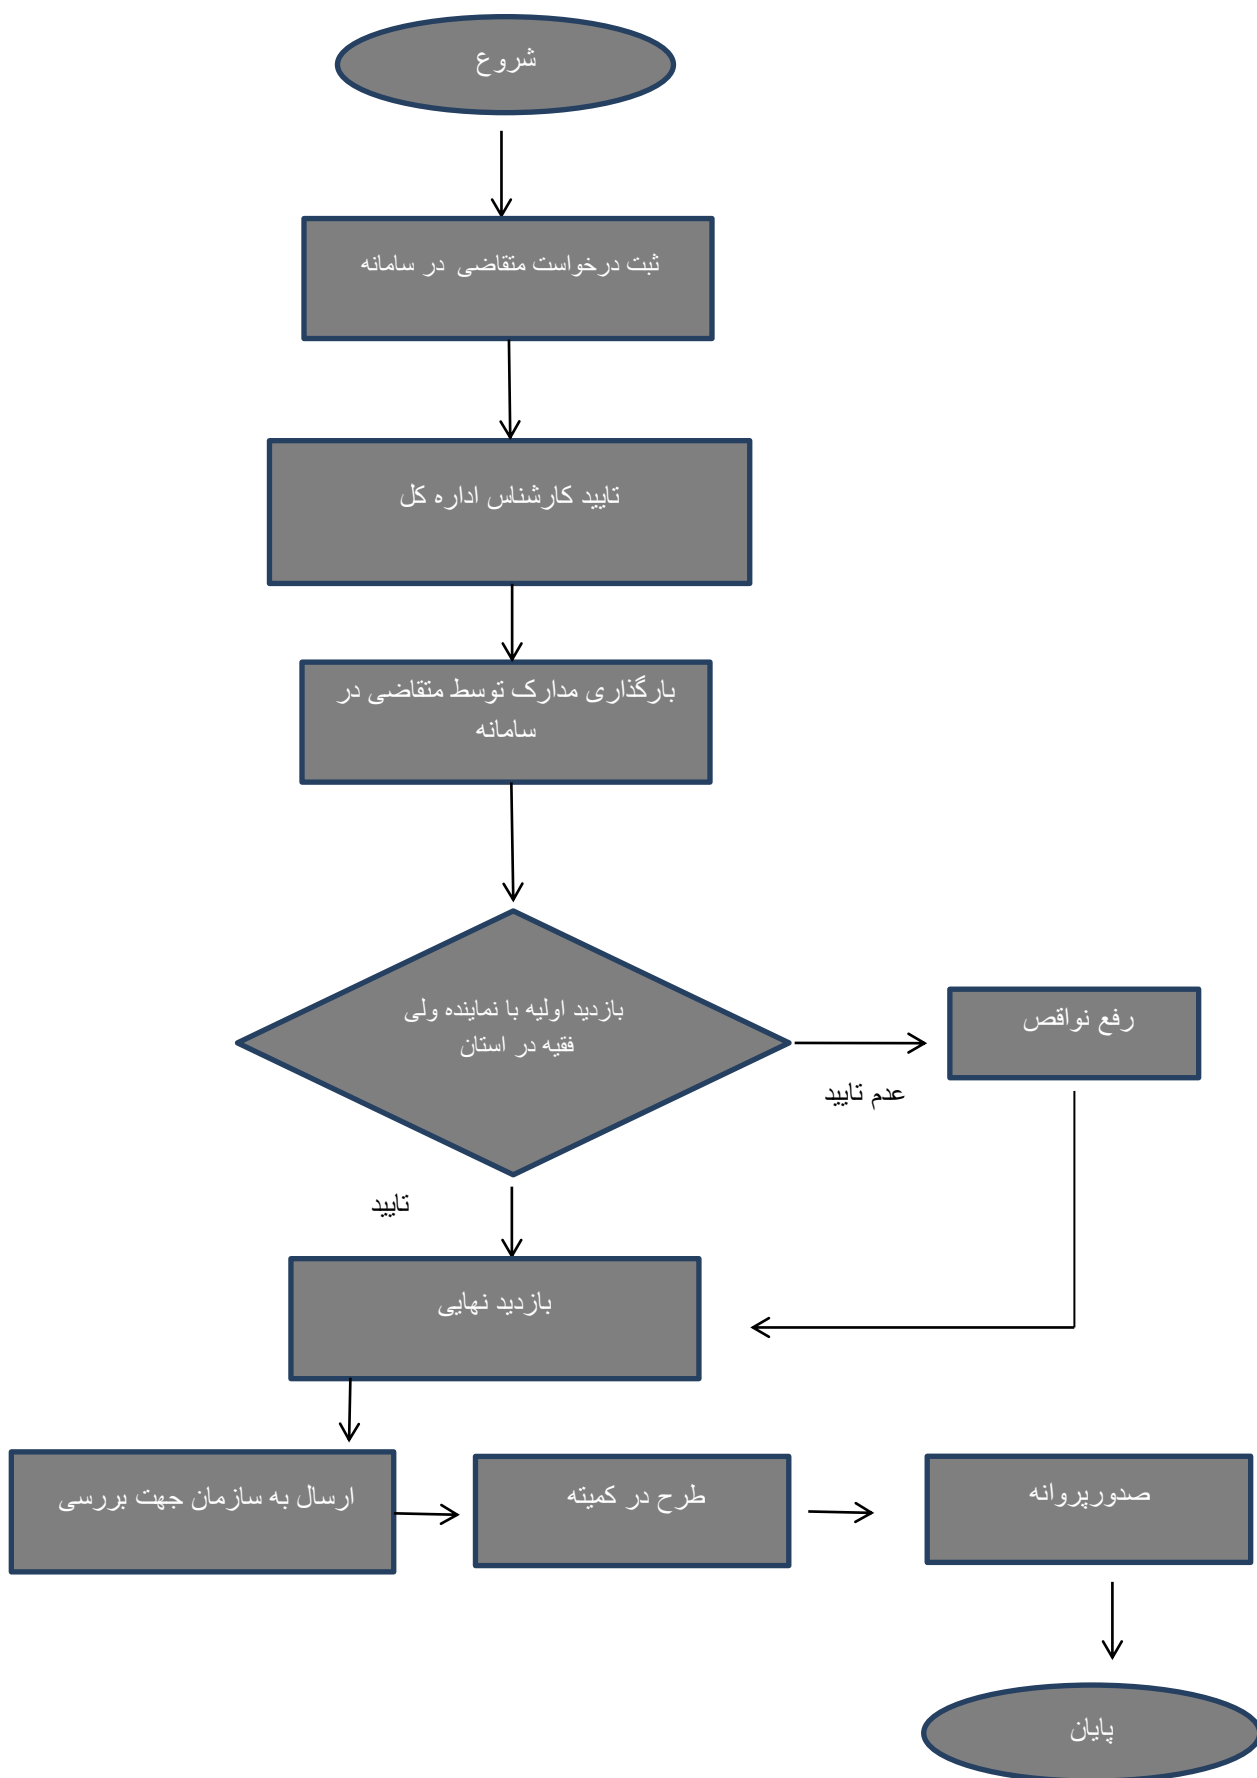 شروع
ثبت درخواست متقاضی در سامانه
تایید کارشناس اداره کل
بارگذاری مدارک توسط متقاضی در
سامانه
بازدید اولیه با نماینده ولی
فقیه در استان
رفع نواقص
عدم تایید
تایید
بازدید نهایی
ارسال به سازمان جهت بررسی
طرح در کمیته
صدورپروانه
پایان